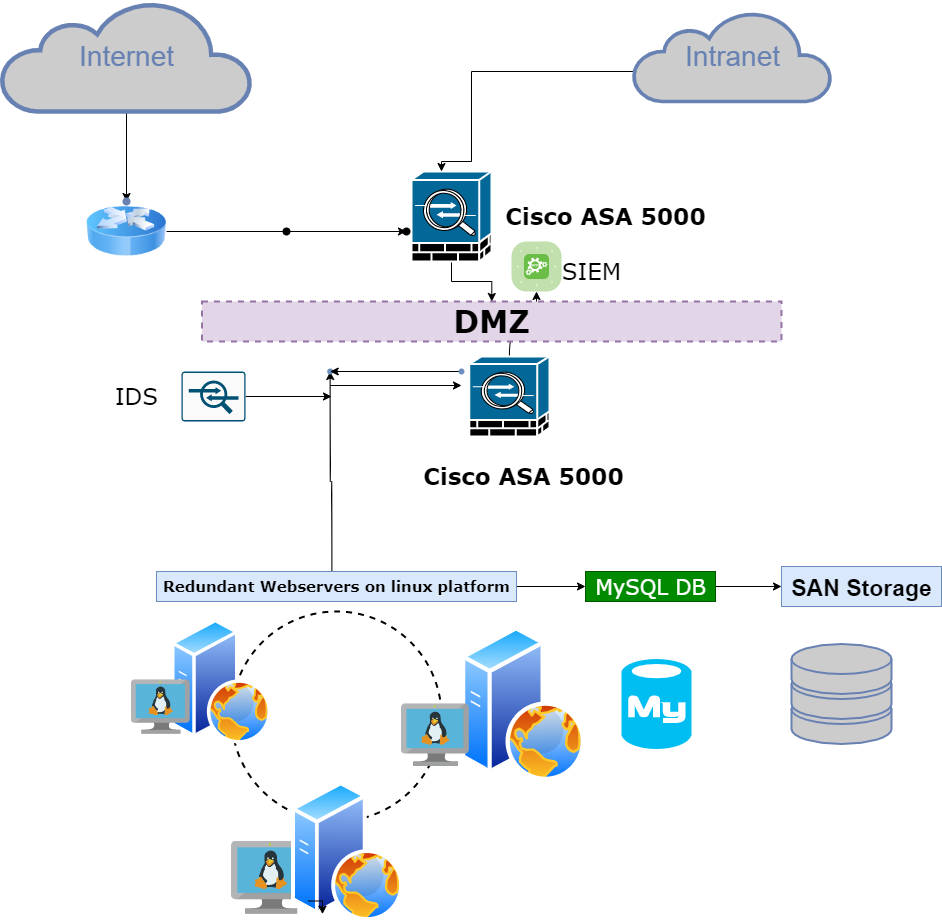 Internet
Intranet
Cisco ASA 5000
SIEM
DMZ
IDS
Cisco ASA 5000
Redundant Webservers on linux platform
MySQL DB
SAN Storage
My